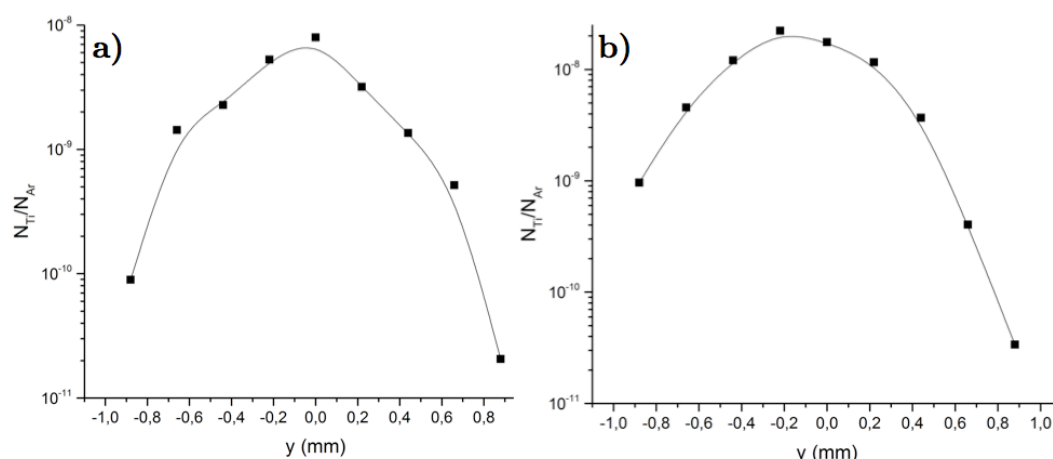 a)
10⁻⁸
10⁻⁹
10⁻¹⁰
10⁻¹¹
N_Ti/N_Ar
-1,0 -0,8 -0,6 -0,4 -0,2 0,0 0,2 0,4 0,6 0,8
y (mm)
b)
10⁻⁸
10⁻⁹
10⁻¹⁰
10⁻¹¹
N_Ti/N_Ar
-1,0 -0,8 -0,6 -0,4 -0,2 0,0 0,2 0,4 0,6 0,8 1,0
y (mm)